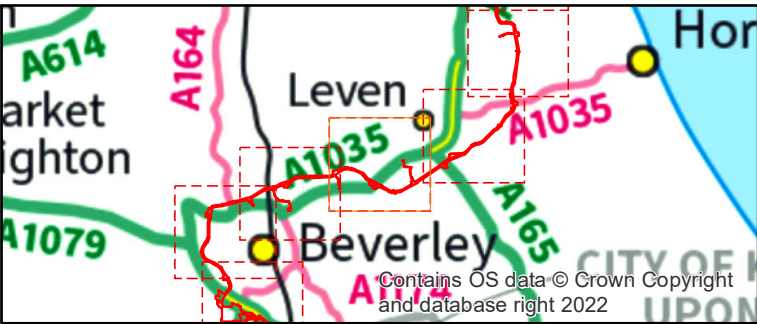 A614
A164
Hor
Leven
A1035
arket
ighton
A1035
A1079
Beverley
A165
CITY OF K
A1074
UPON
Contains OS data © Crown Copyright
and database right 2022